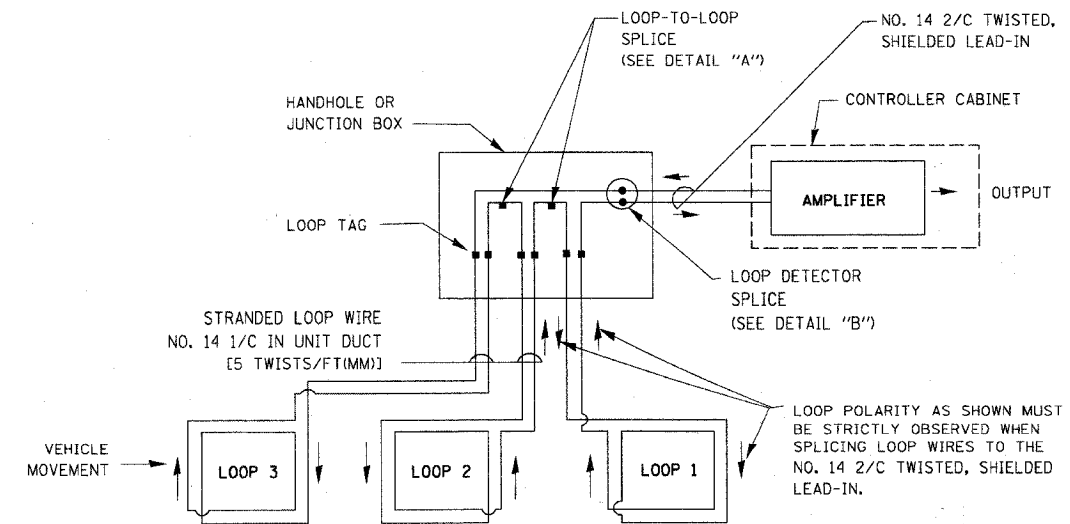 LOOP-TO-LOOP
SPLICE
(SEE DETAIL "A")
NO. 14 2/C TWISTED,
SHIELDED LEAD-IN
HANDHOLE OR
JUNCTION BOX
CONTROLLER CABINET
AMPLIFIER
OUTPUT
LOOP TAG
LOOP DETECTOR
SPLICE
(SEE DETAIL "B")
STRANDED LOOP WIRE
NO. 14 1/C IN UNIT DUCT
[5 TWISTS/FT(MM)]
VEHICLE
MOVEMENT
LOOP 3
LOOP 2
LOOP 1
LOOP POLARITY AS SHOWN MUST
BE STRICTLY OBSERVED WHEN
SPLICING LOOP WIRES TO THE
NO. 14 2/C TWISTED, SHIELDED
LEAD-IN.